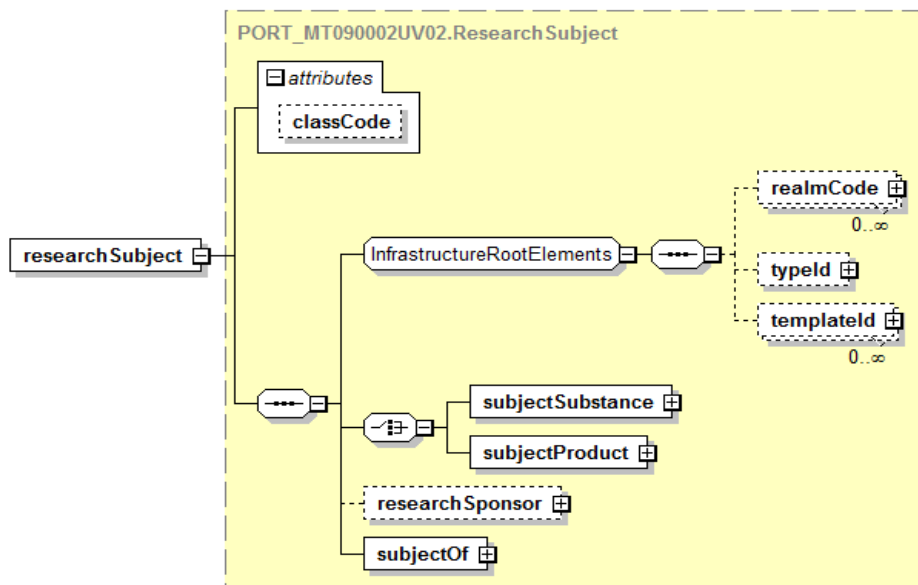 PORT_MT090002UV02.ResearchSubject
attributes
classCode
researchSubject
InfrastructureRootElements
realmCode
0..∞
typeId
templateId
0..∞
subjectSubstance
subjectProduct
researchSponsor
subjectOf